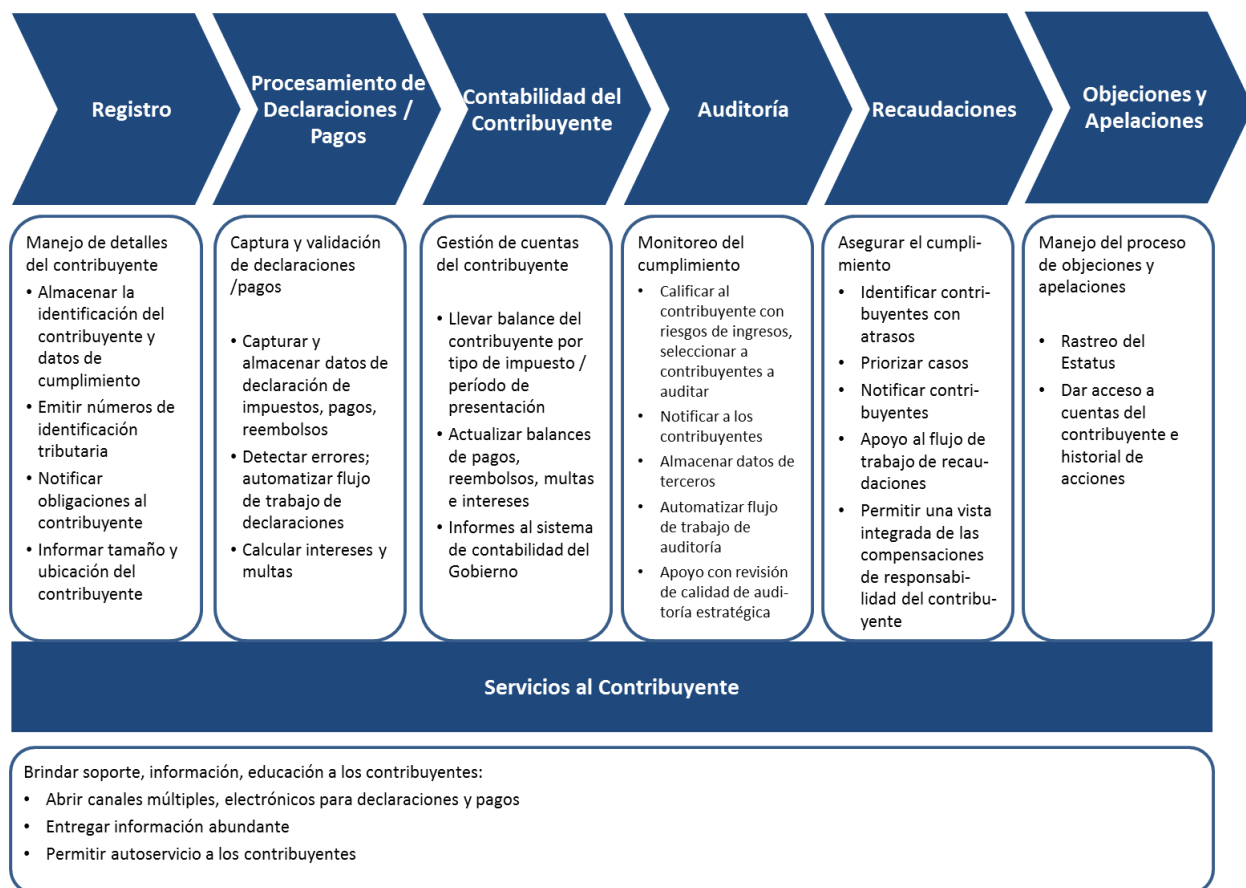 Registro
Procesamiento de
Declaraciones /
Pagos
Contabilidad del
Contribuyente
Auditoría
Recaudaciones
Objeciones y
Apelaciones
Manejo de detalles
del contribuyente
• Almacenar la
identificación del
contribuyente y
datos de
cumplimiento
• Emitir números de
identificación
tributaria
• Notificar
obligaciones al
contribuyente
• Informar tamaño y
ubicación del
contribuyente
Captura y validación
de declaraciones
/pagos
• Capturar y
almacenar datos de
declaración de
impuestos, pagos,
reembolsos
• Detectar errores;
automatizar flujo
de trabajo de
declaraciones
• Calcular intereses y
multas
Gestión de cuentas
del contribuyente
• Llevar balance del
contribuyente por
tipo de impuesto /
período de
presentación
• Actualizar balances
de pagos,
reembolsos, multas
e intereses
• Informes al sistema
de contabilidad del
Gobierno
Monitoreo del
cumplimiento
• Calificar al
contribuyente con
riesgos de ingresos,
seleccionar a
contribuyentes a
auditar
• Notificar a los
contribuyentes
• Almacenar datos de
terceros
• Automatizar flujo
de trabajo de
auditoría
• Apoyo con revisión
de calidad de audi-
toría estratégica
Asegurar el cumpli-
miento
• Identificar contri-
buyentes con
atrasos
• Priorizar casos
• Notificar contri-
buyentes
• Apoyo al flujo de
trabajo de recau-
daciones
• Permitir una vista
integrada de las
compensaciones
de responsabi-
lidad del contribu-
yente
Manejo del proceso
de objeciones y
apelaciones
• Rastreo del
Estatus
• Dar acceso a
cuentas del
contribuyente e
historial de
acciones
Servicios al Contribuyente
Brindar soporte, información, educación a los contribuyentes:
• Abrir canales múltiples, electrónicos para declaraciones y pagos
• Entregar información abundante
• Permitir autoservicio a los contribuyentes